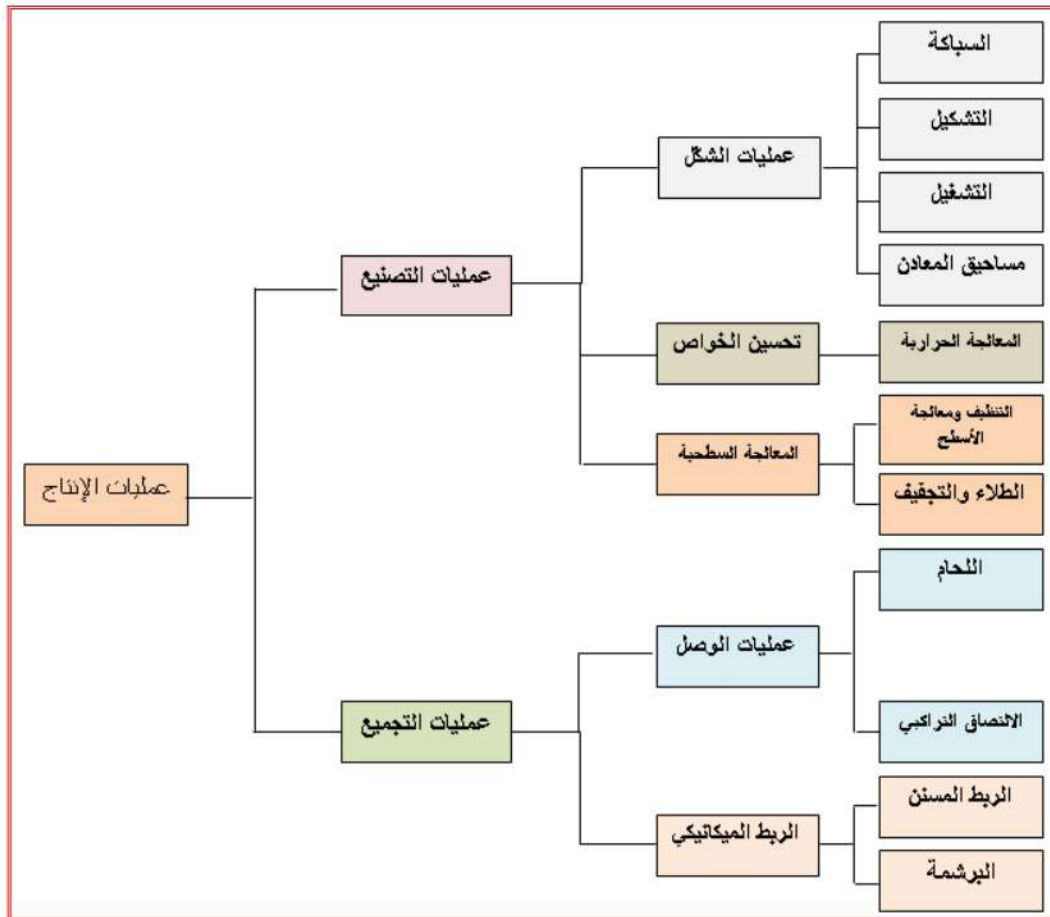 السباكة
التشكيل
عمليات الشكل
التشغيل
مساحيق المعادن
عمليات التصنيع
تحسين الخواص
المعالجة الحرارية
التنظيف ومعالجة
الأسطح
المعالجة السطحية
الطلاء والتجفيف
عمليات الإنتاج
اللحام
عمليات الوصل
الالتصاق التراكبي
عمليات التجميع
الربط المسنن
الربط الميكانيكي
البرشمة